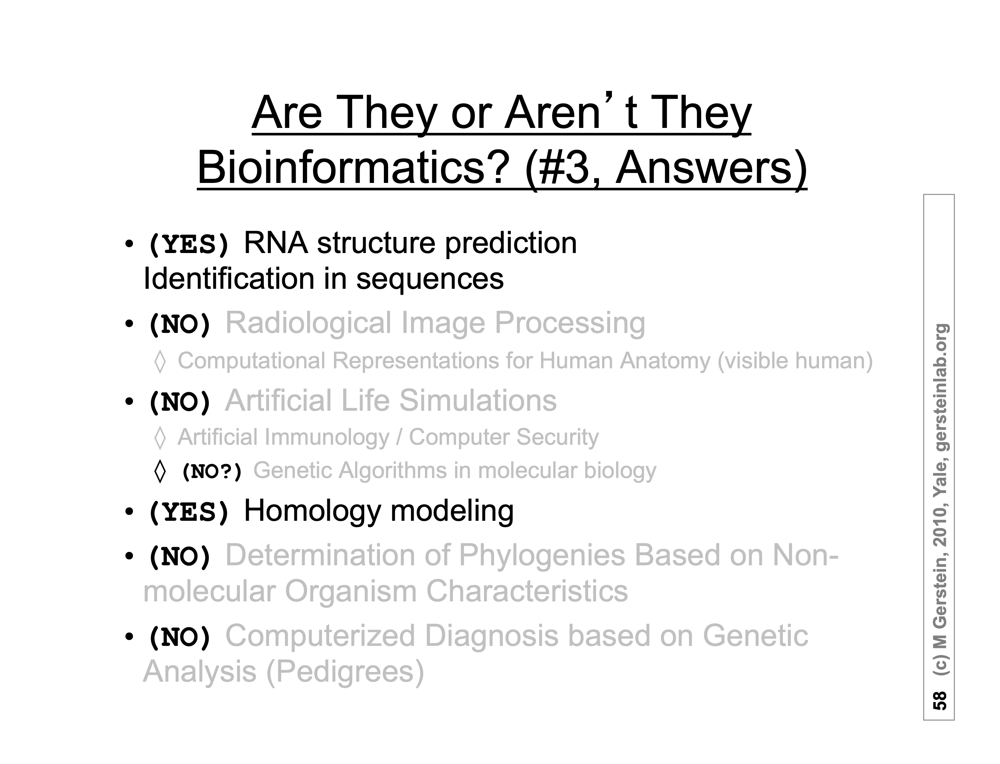 Are They or Aren’t They
Bioinformatics? (#3, Answers)
• (YES) RNA structure prediction
Identification in sequences
• (NO) Radiological Image Processing
◊ Computational Representations for Human Anatomy (visible human)
• (NO) Artificial Life Simulations
◊ Artificial Immunology / Computer Security
◊ (NO?) Genetic Algorithms in molecular biology
• (YES) Homology modeling
• (NO) Determination of Phylogenies Based on Non-
molecular Organism Characteristics
• (NO) Computerized Diagnosis based on Genetic
Analysis (Pedigrees)
58 (c) M Gerstein, 2010, Yale, gersteinlab.org